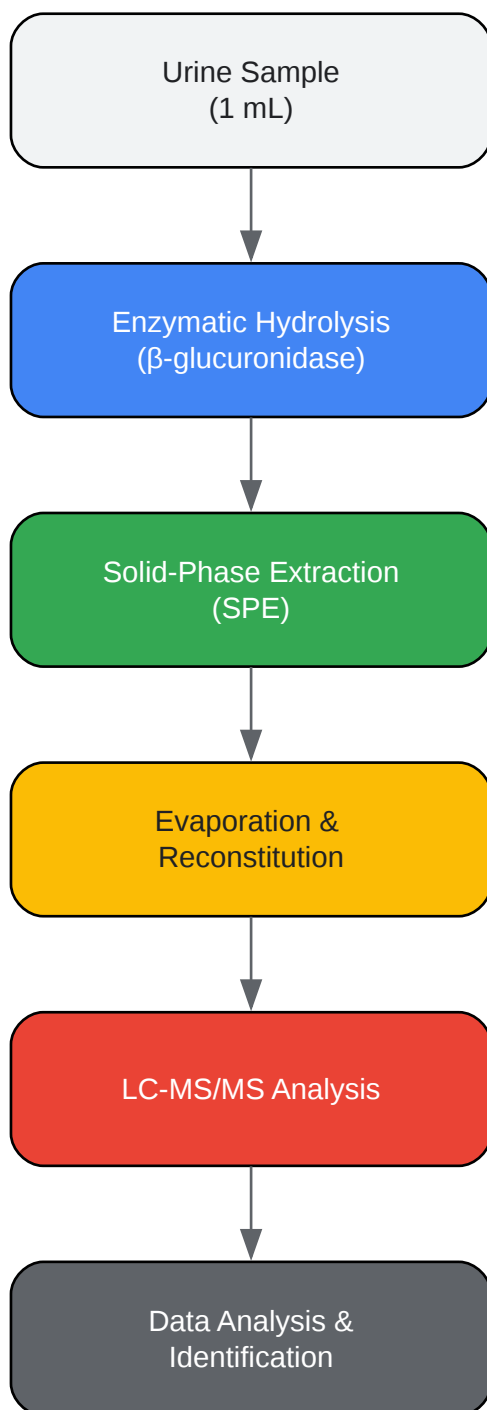 Urine Sample
(1 mL)
Enzymatic Hydrolysis
(β-glucuronidase)
Solid-Phase Extraction
(SPE)
Evaporation &
Reconstitution
LC-MS/MS Analysis
Data Analysis &
Identification